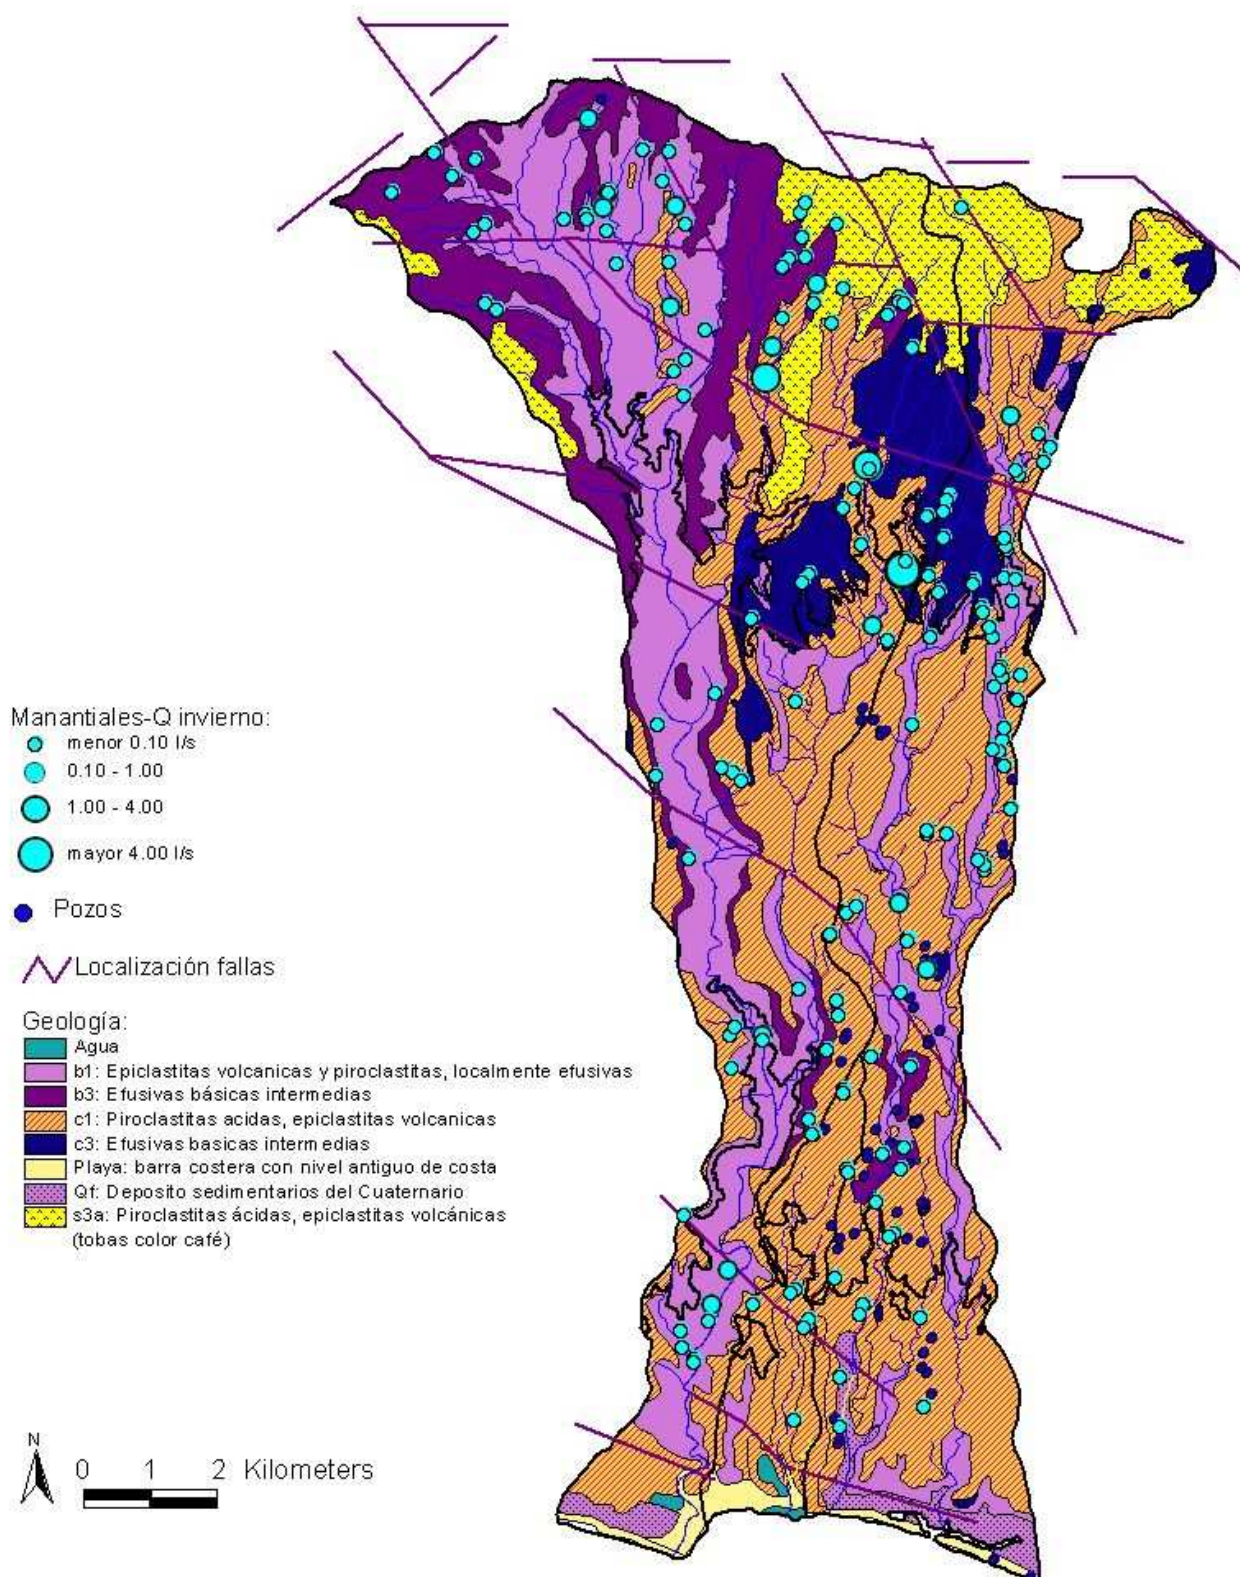 Manantiales-Q invierno:
menor 0.10 l/s
0.10 - 1.00
1.00 - 4.00
mayor 4.00 l/s
Pozos
Localización fallas
Geología:
Agua
b1: Epiclastitas volcanicas y piroclastitas, localmente efusivas
b3: Efusivas básicas intermedias
c1: Piroclastitas acidas, epiclastitas volcanicas
c3: Efusivas basicas intermedias
Playa: barra costera con nivel antiguo de costa
Qf: Deposito sedimentarios del Cuaternario
s3a: Piroclastitas ácidas, epiclastitas volcánicas
(tobas color café)
N
0 1 2 Kilometers